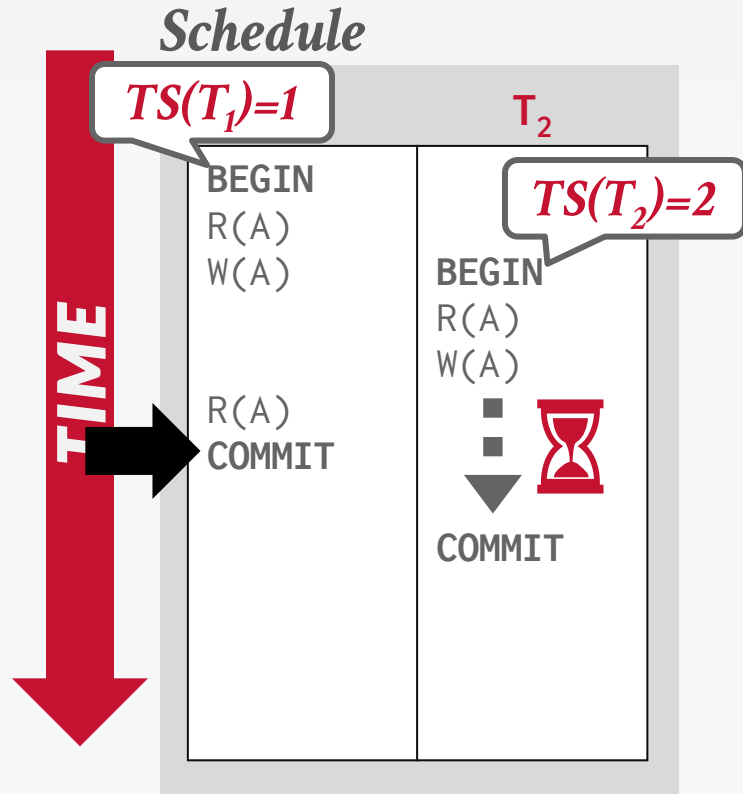 Schedule
TS(T₁)=1
T₂
BEGIN
R(A)
W(A)
R(A)
COMMIT
TS(T₂)=2
BEGIN
R(A)
W(A)
COMMIT
TIME